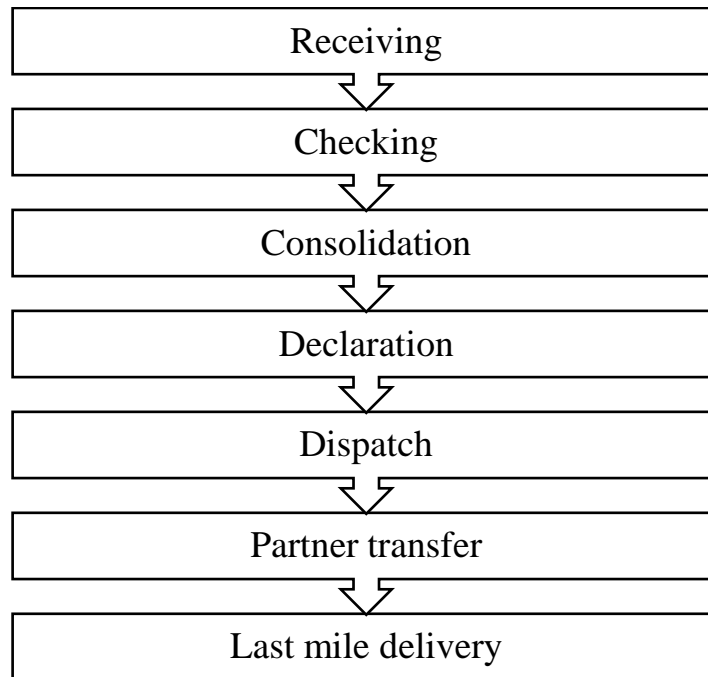 Receiving
Checking
Consolidation
Declaration
Dispatch
Partner transfer
Last mile delivery